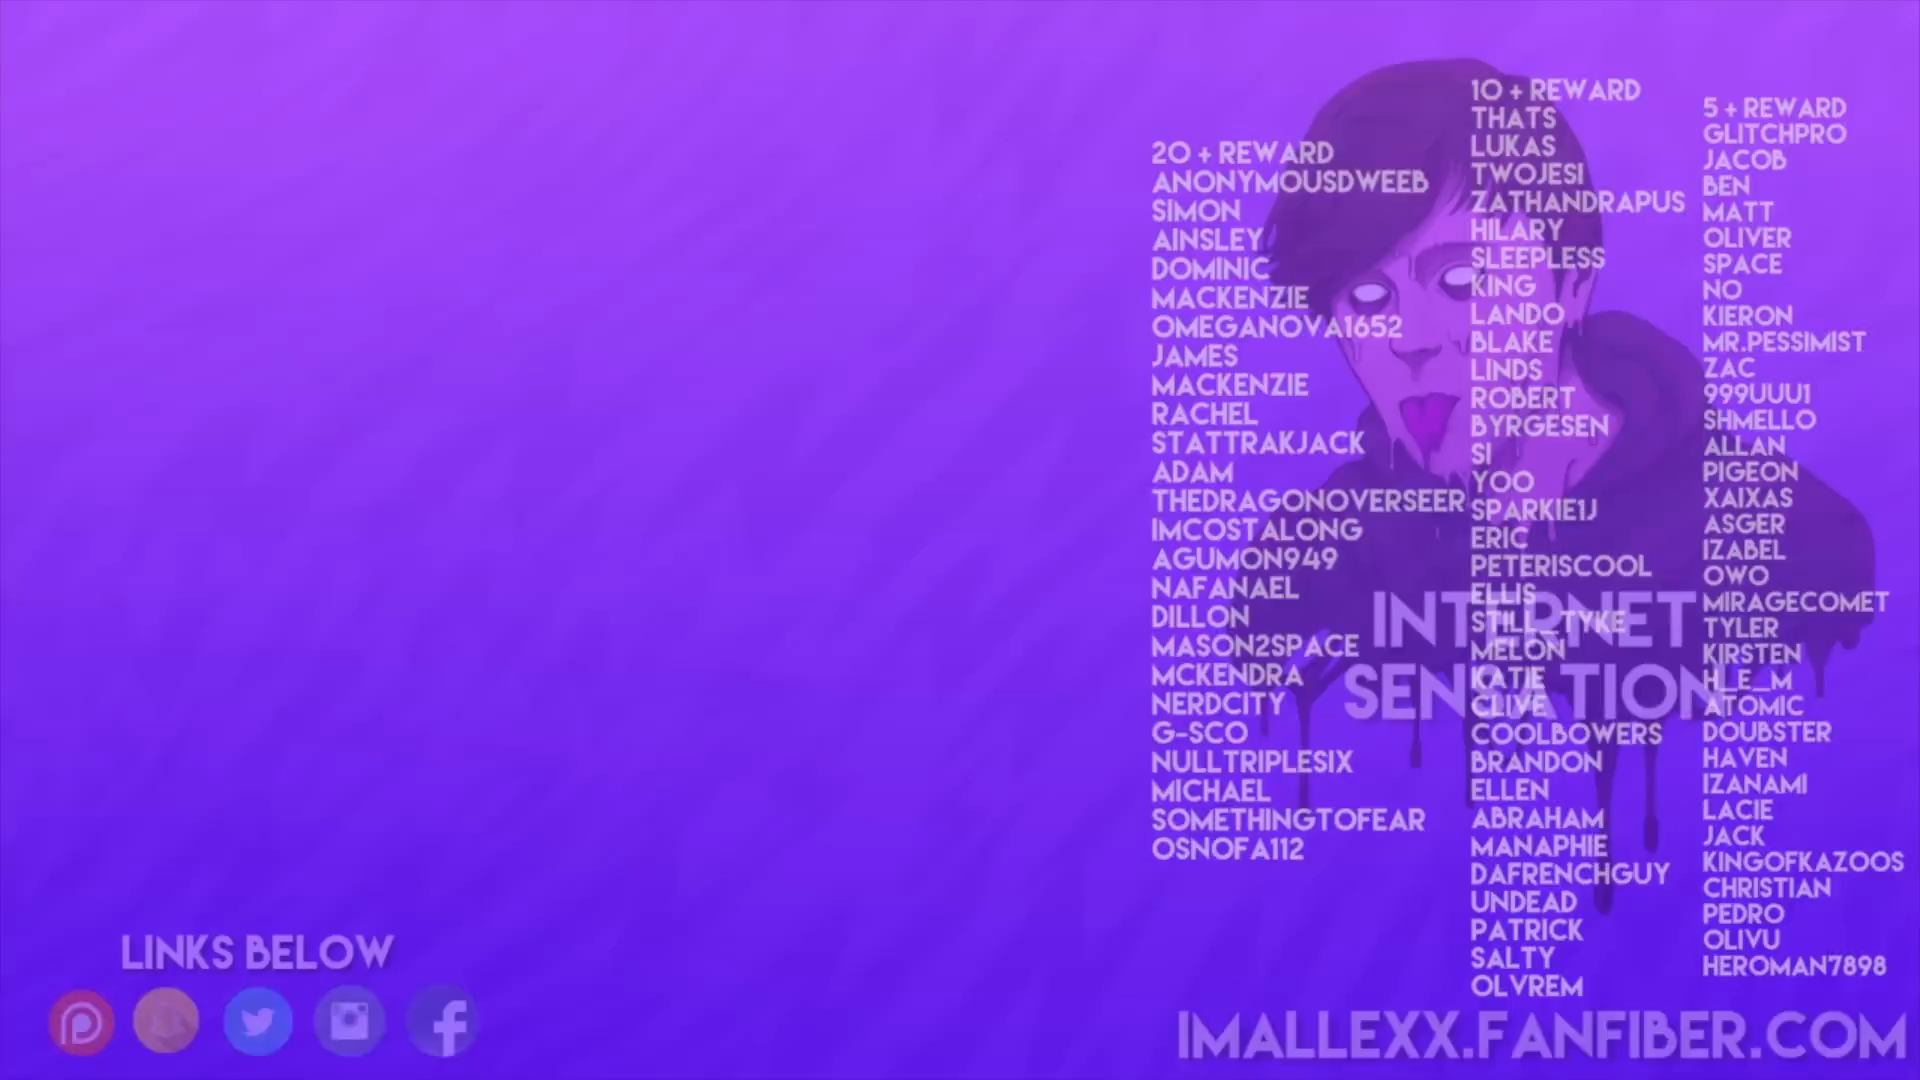 20 + REWARD
ANONYMOUSDWEEB
SIMON
AINSLEY
DOMINIC
MACKENZIE
OMEGANOVA1652
JAMES
MACKENZIE
RACHEL
STATTRAKJACK
ADAM
THEDRAGONOVERSEER
IMCOSTALONG
AGUMON949
NAFANAEL
DILLON
MASON2SPACE
MCKENDRA
NERDCITY
G-SCO
NULLTRIPLESIX
MICHAEL
SOMETHINGTOFEAR
OSNOFA112
10 + REWARD
THATS
LUKAS
TWOJESI
ZATHANDRAPUS
HILARY
SLEEPLESS
KING
LANDO
BLAKE
LINDS
ROBERT
BYRGESEN
SI
YOO
SPARKIE1J
ERIC
PETERISCOOL
ELLIS
STILL_TYKE
MELON
KATIE
CLIVE
COOLBOWERS
BRANDON
ELLEN
ABRAHAM
MANAPHIE
DAFRENCHGUY
UNDEAD
PATRICK
SALTY
OLVREM
5 + REWARD
GLITCHPRO
JACOB
BEN
MATT
OLIVER
SPACE
NO
KIERON
MR.PESSIMIST
ZAC
999UUU1
SHMELLO
ALLAN
PIGEON
XAIXAS
ASGER
IZABEL
OWO
MIRAGECOMET
TYLER
KIRSTEN
H_E_M
ATOMIC
DOUBSTER
HAVEN
IZANAMI
LACIE
JACK
KINGOFKAZOOS
CHRISTIAN
PEDRO
OLIVU
HEROMAN7898
INTERNET
SENSATION
LINKS BELOW
IMALLEXX.FANFIBER.COM